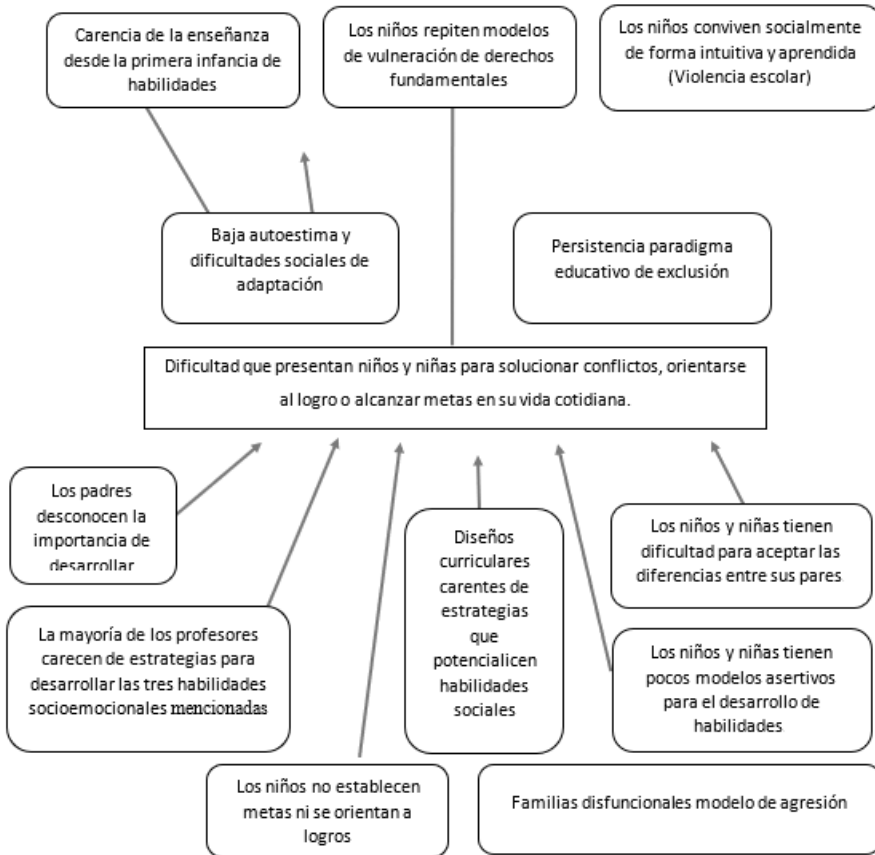 Carencia de la enseñanza
desde la primera infancia de
habilidades
Los niños repiten modelos
de vulneración de derechos
fundamentales
Los niños conviven socialmente
de forma intuitiva y aprendida
(Violencia escolar)
Baja autoestima y
dificultades sociales de
adaptación
Persistencia paradigma
educativo de exclusión
Dificultad que presentan niños y niñas para solucionar conflictos, orientarse
al logro o alcanzar metas en su vida cotidiana.
Los padres
desconocen la
importancia de
desarrollar
Diseños
curriculares
carentes de
estrategias
que
potencialicen
habilidades
sociales
Los niños y niñas tienen
dificultad para aceptar las
diferencias entre sus pares
La mayoría de los profesores
carecen de estrategias para
desarrollar las tres habilidades
socioemocionales mencionadas
Los niños y niñas tienen
pocos modelos asertivos
para el desarrollo de
habilidades
Los niños no establecen
metas ni se orientan a
logros
Familias disfuncionales modelo de agresión